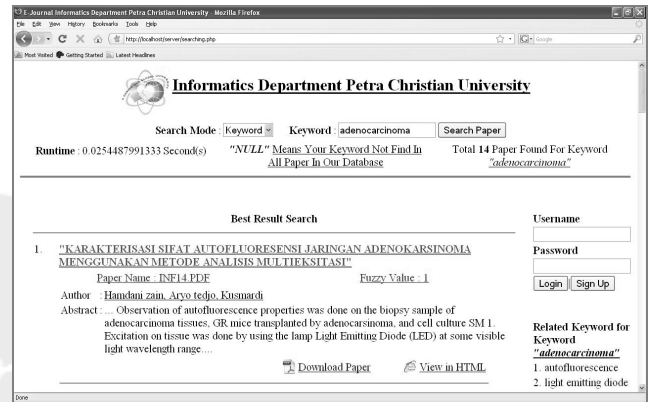 E-Journal Informatics Department Petra Christian University - Mozilla Firefox
File Edit View History Bookmarks Tools Help
http://localhost/server/searching.php
Google
Most Visited Getting Started Latest Headlines
Informatics Department Petra Christian University
Search Mode : Keyword Keyword : adenocarcinoma Search Paper
Runtime : 0.0254487991333 Second(s)
"NULL" Means Your Keyword Not Find In
All Paper In Our Database
Total 14 Paper Found For Keyword
"adenocarcinoma"
Best Result Search
1. "KARAKTERISASI SIFAT AUTOFLUORESENSI JARINGAN ADENOKARSINOMA
MENGGUNAKAN METODE ANALISIS MULTIEKSITASI"
Paper Name : INF14.PDF Fuzzy Value : 1
Author : Hamdani zain, Aryo tedjo, Kusmardi
Abstract : ... Observation of autofluorescence properties was done on the biopsy sample of
adenocarcinoma tissues, GR mice transplanted by adenocarsinoma, and cell culture SM 1.
Excitation on tissue was done by using the lamp Light Emitting Diode (LED) at some visible
light wavelength range....
Download Paper View in HTML
Username
Password
Login Sign Up
Related Keyword for
Keyword
"adenocarcinoma"
1. autofluorescence
2. light emitting diode
Done